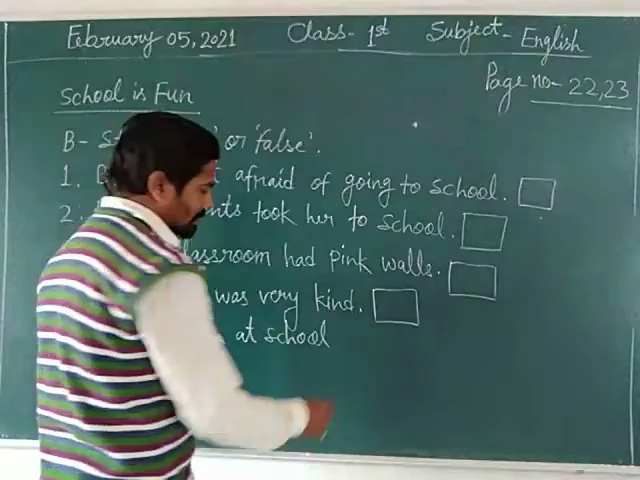 February 05, 2021 Class- 1st Subject- English
Page no- 22,23
School is Fun
B- or 'false'.
1. afraid of going to School.
2. took her to School.
had pink walls.
was very kind.
at school